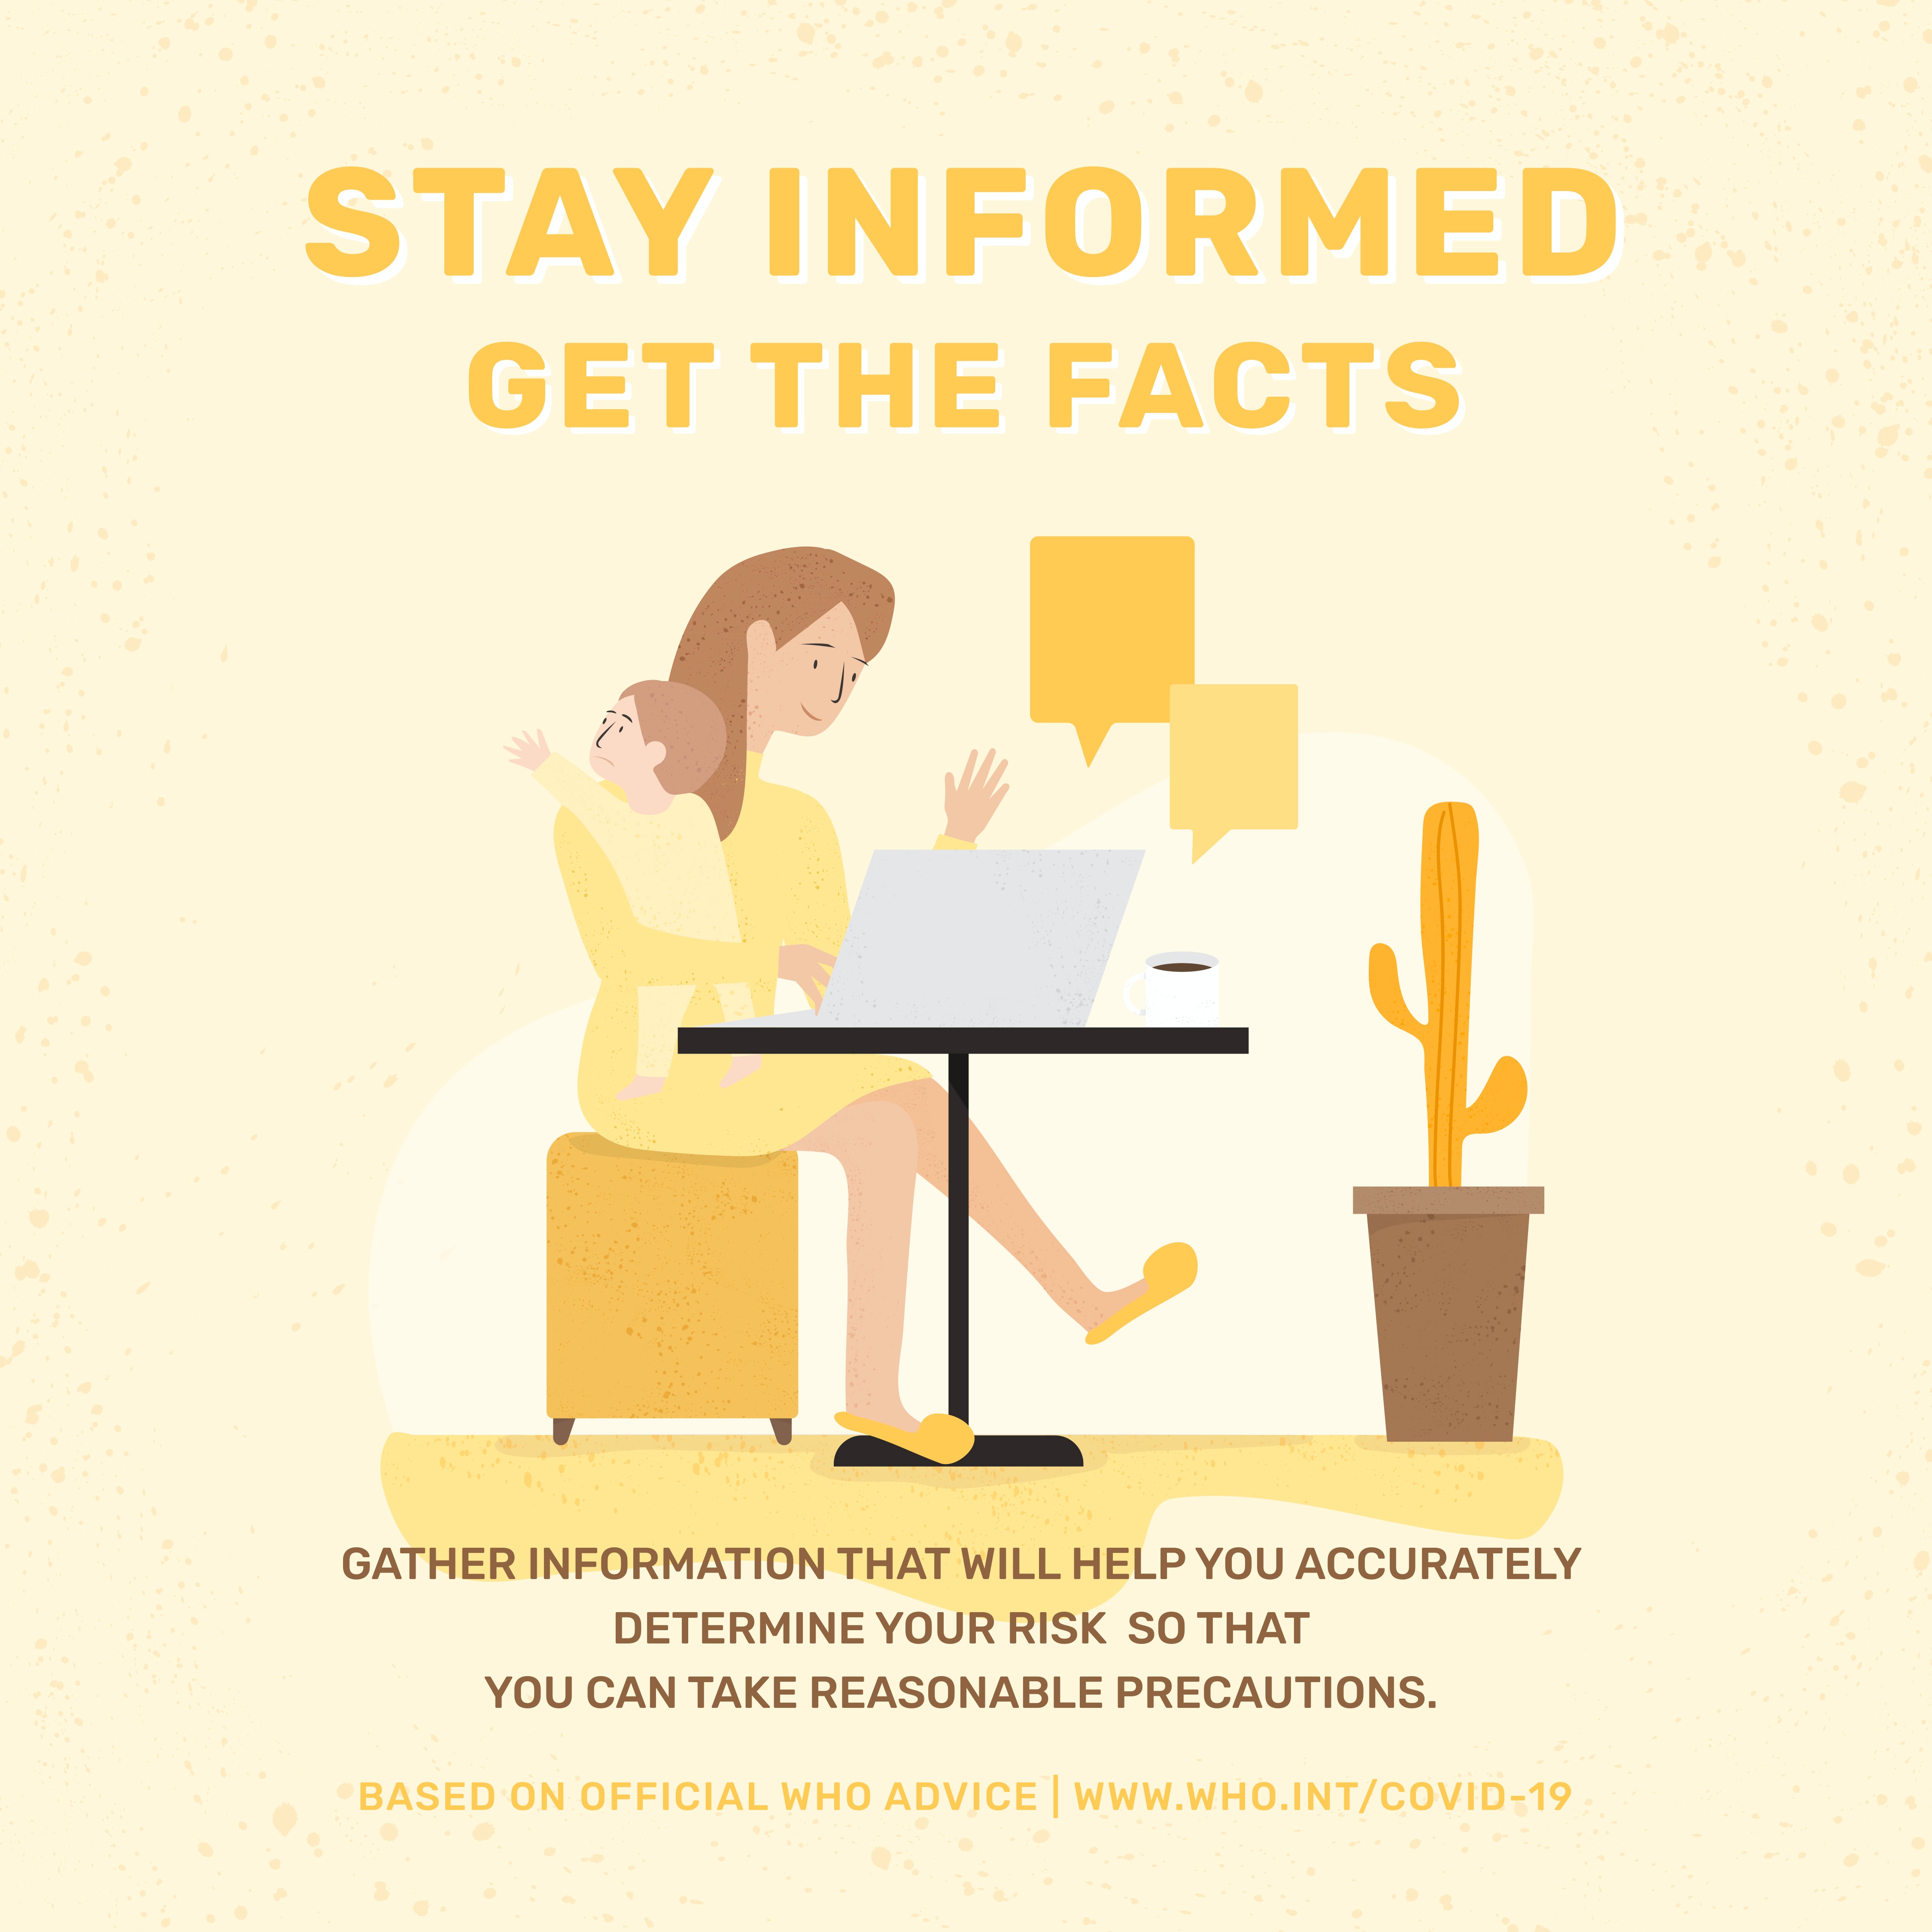 STAY INFORMED
GET THE FACTS
GATHER INFORMATION THAT WILL HELP YOU ACCURATELY
DETERMINE YOUR RISK  SO THAT
YOU CAN TAKE REASONABLE PRECAUTIONS.
BASED ON OFFICIAL WHO ADVICE | WWW.WHO.INT/COVID-19